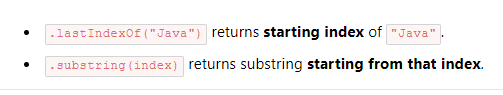 • .lastIndexOf("Java") returns starting index of "Java".
• .substring(index) returns substring starting from that index.